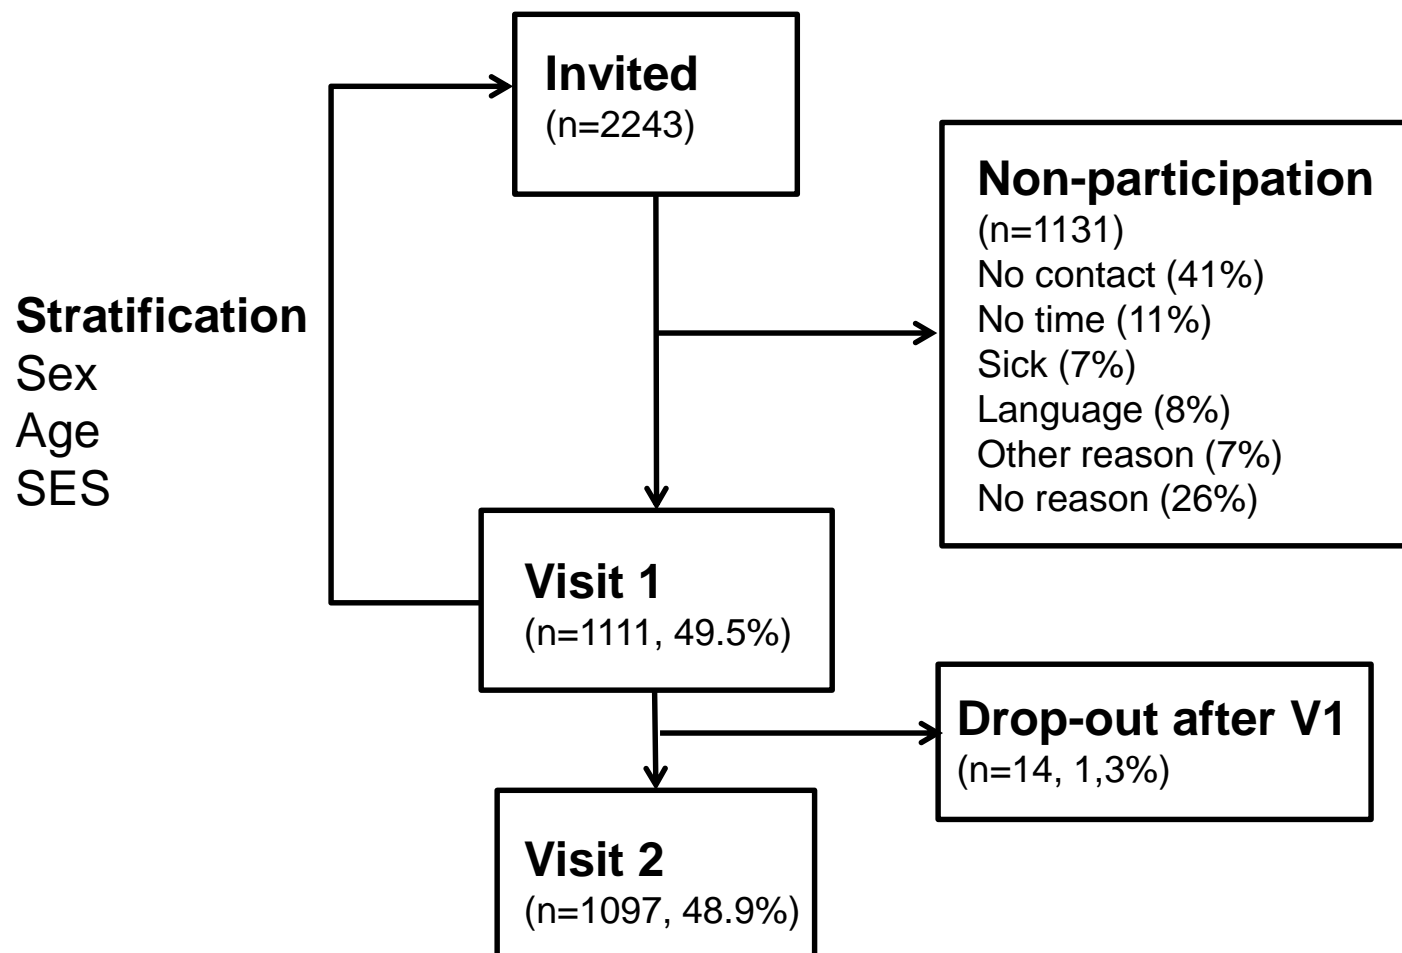 Invited
(n=2243)
Non-participation
(n=1131)
No contact (41%)
No time (11%)
Sick (7%)
Language (8%)
Other reason (7%)
No reason (26%)
Stratification
Sex
Age
SES
Visit 1
(n=1111, 49.5%)
Drop-out after V1
(n=14, 1,3%)
Visit 2
(n=1097, 48.9%)